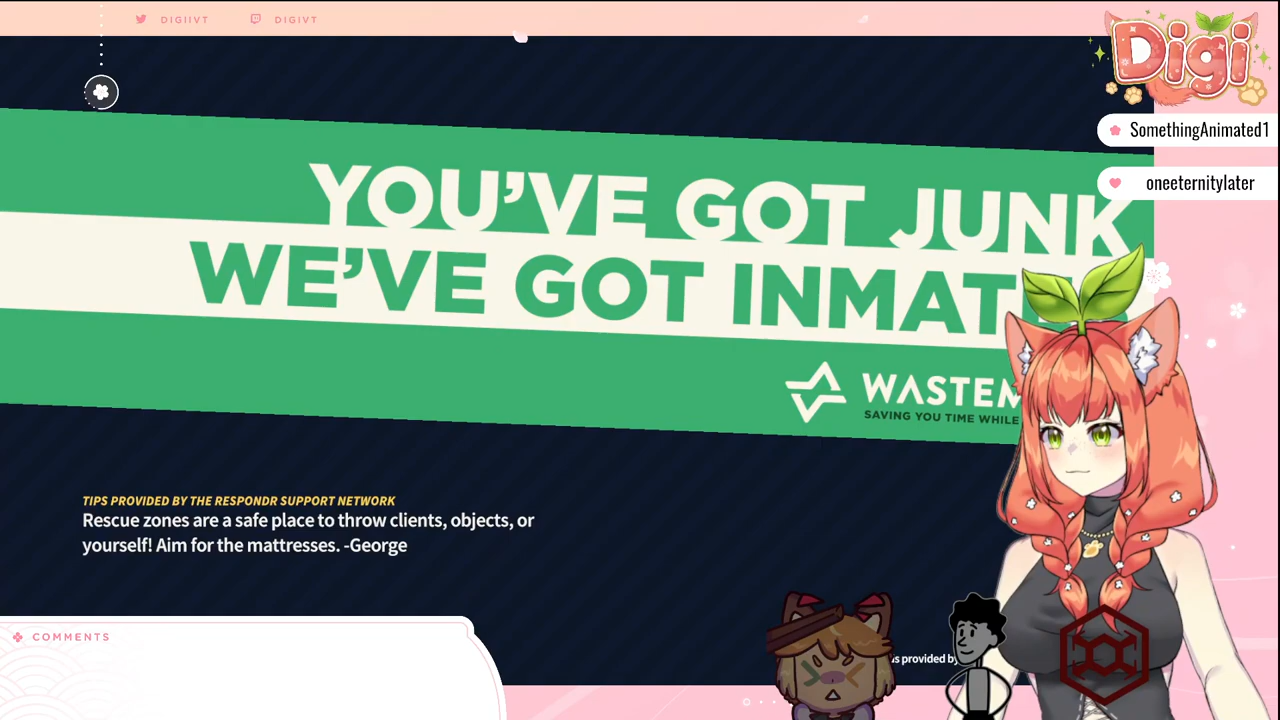 DIGIIVT
DIGIVT
Digi
SomethingAnimated1
oneeternitylater
YOU'VE GOT JUNK
WE'VE GOT
SAVING YOU TIME WHILE
TIPS PROVIDED BY THE RESPONDR SUPPORT NETWORK
Rescue zones are a safe place to throw clients, objects, or
yourself! Aim for the mattresses. -George
provided by
COMMENTS